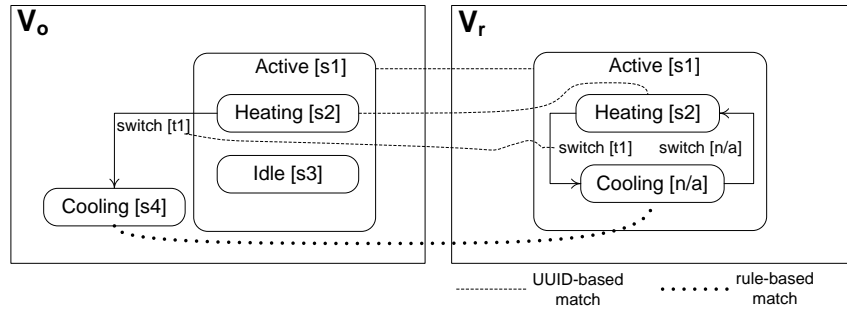 Vo
Active [s1]
Heating [s2]
switch [t1]
Idle [s3]
Cooling [s4]
Vr
Active [s1]
Heating [s2]
switch [t1]
switch [n/a]
Cooling [n/a]
UUID-based
match
rule-based
match